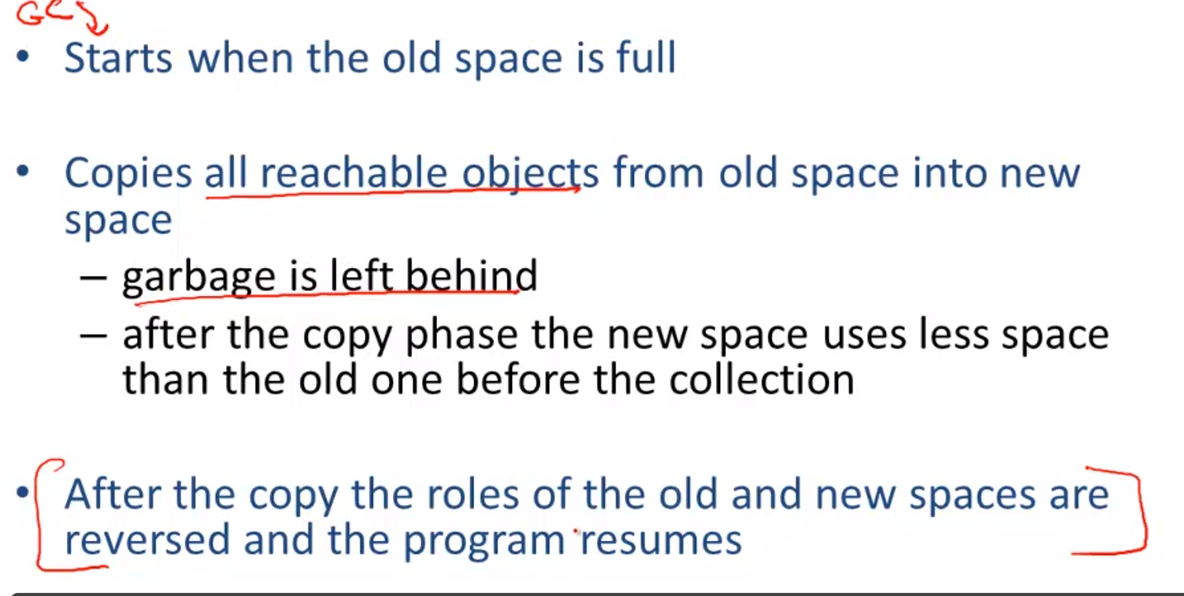 GC
• Starts when the old space is full
• Copies all reachable objects from old space into new
space
– garbage is left behind
– after the copy phase the new space uses less space
than the old one before the collection
• After the copy the roles of the old and new spaces are
reversed and the program resumes